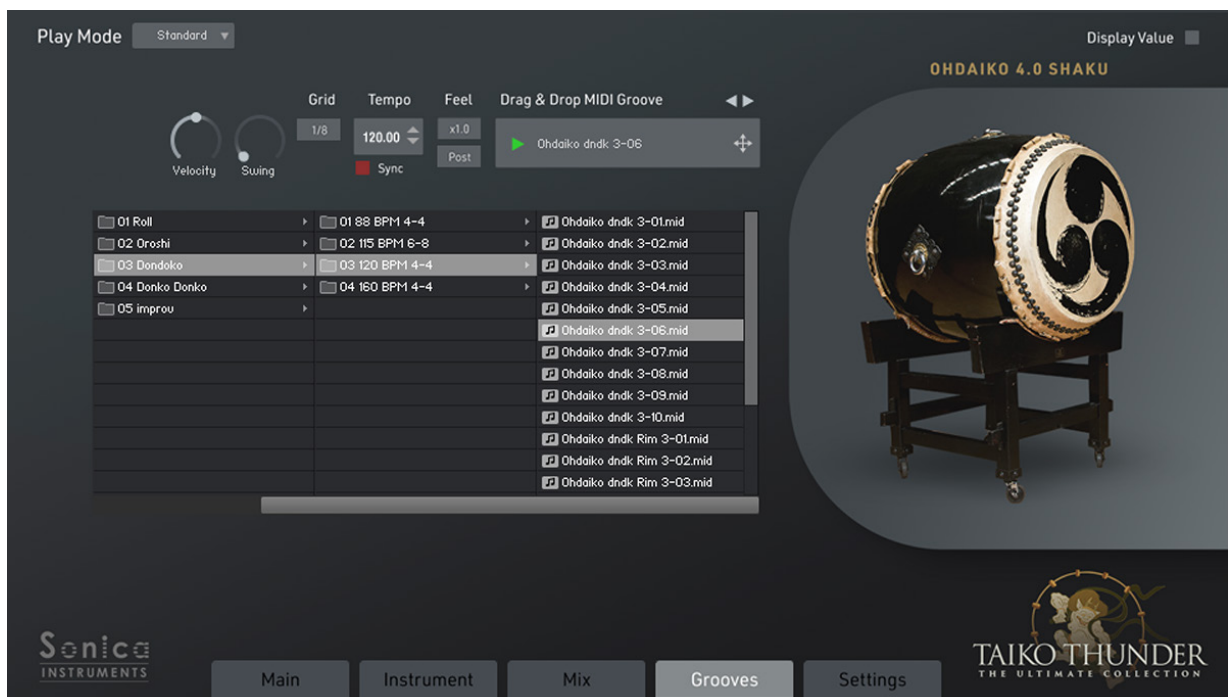 Play Mode Standard
Display Value
OHDAIKO 4.0 SHAKU
Grid Tempo Feel Drag & Drop MIDI Groove
1/8 120.00 x1.0
Ohdaiko dndk 3-06
Post
Sync
Velocity Swing
01 Roll 01 88 BPM 4-4 Ohdaiko dndk 3-01.mid
02 Oroshi 02 115 BPM 6-8 Ohdaiko dndk 3-02.mid
03 Dondoko 03 120 BPM 4-4 Ohdaiko dndk 3-03.mid
04 Donko Donko 04 160 BPM 4-4 Ohdaiko dndk 3-04.mid
05 improv Ohdaiko dndk 3-05.mid
Ohdaiko dndk 3-06.mid
Ohdaiko dndk 3-07.mid
Ohdaiko dndk 3-08.mid
Ohdaiko dndk 3-09.mid
Ohdaiko dndk 3-10.mid
Ohdaiko dndk Rim 3-01.mid
Ohdaiko dndk Rim 3-02.mid
Ohdaiko dndk Rim 3-03.mid
Sonica
INSTRUMENTS
Main Instrument Mix Grooves Settings
TAIKO THUNDER
THE ULTIMATE COLLECTION